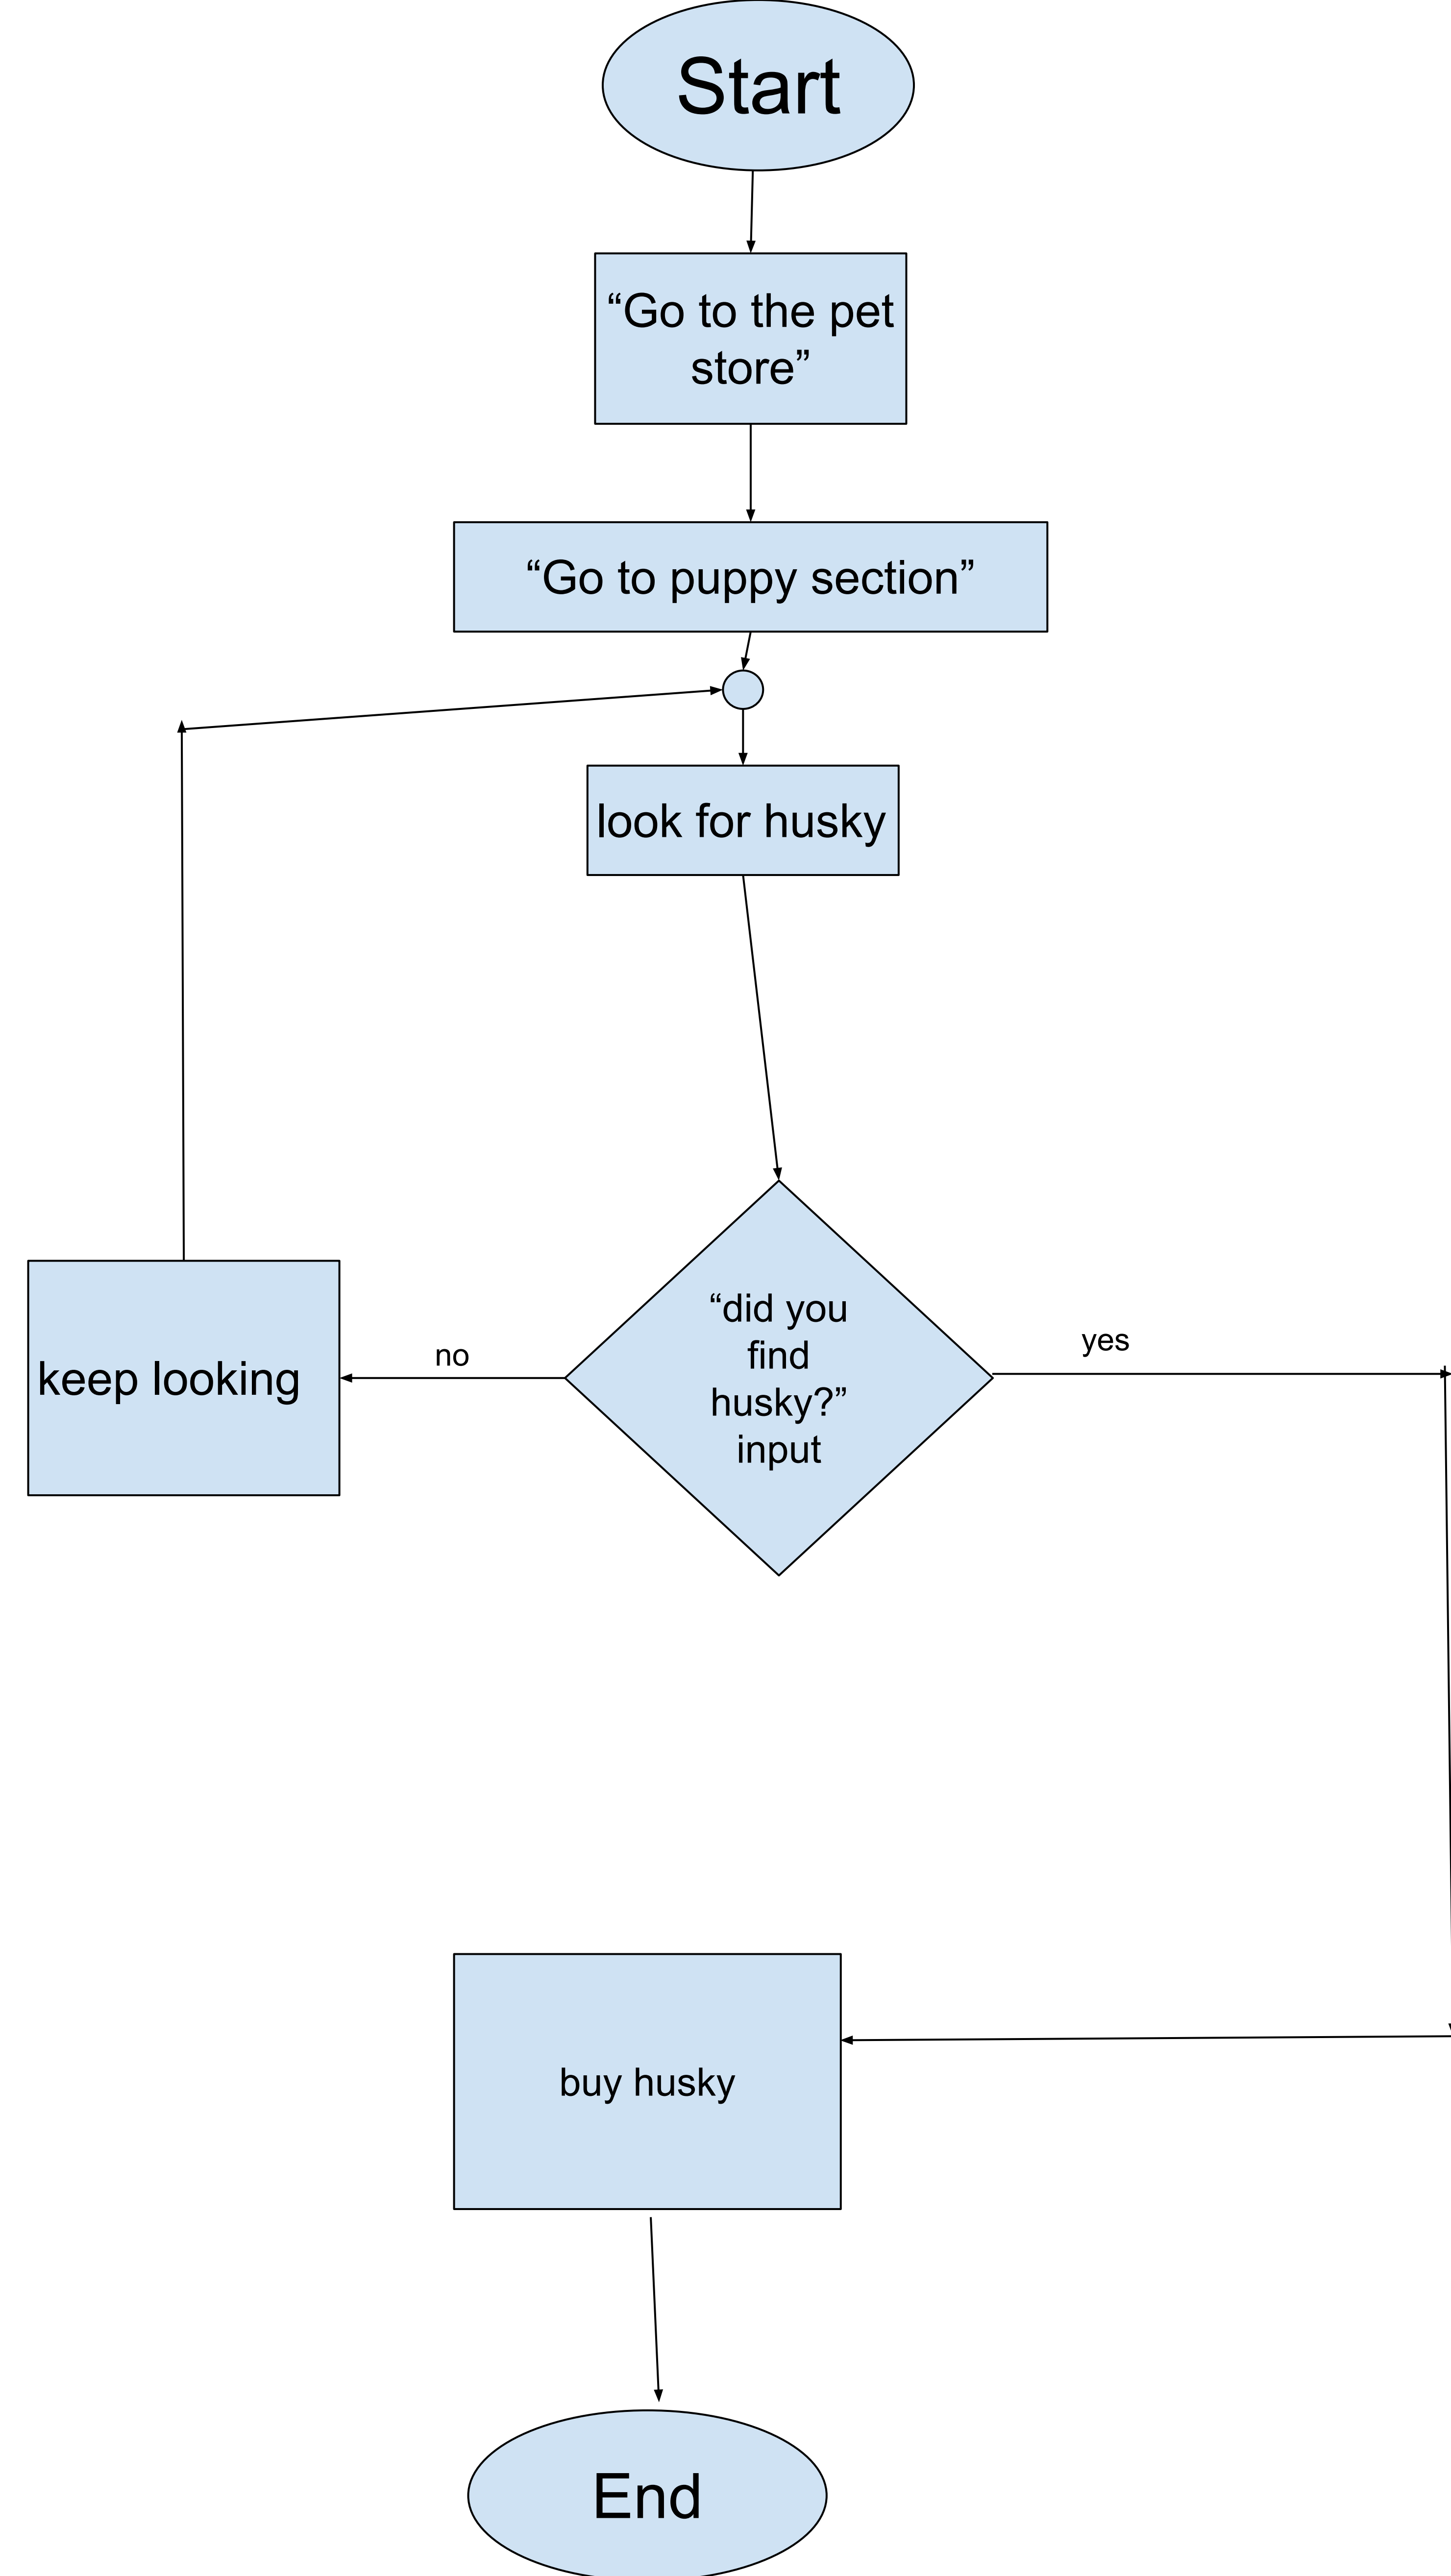 Start
“Go to the pet
store”
“Go to puppy section”
look for husky
“did you
find
husky?”
input
yes
no
keep looking
buy husky
End